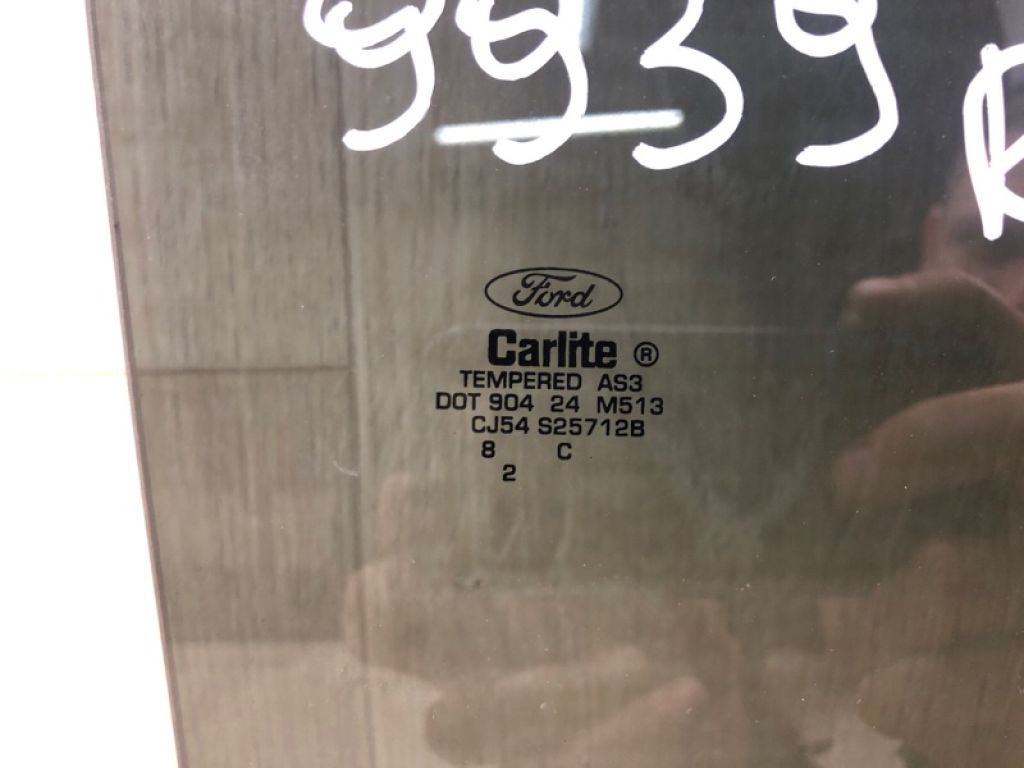 9939 R
Ford
Carlite ®
TEMPERED AS3
DOT 904 24 M513
CJ54 S25712B
8 C
2